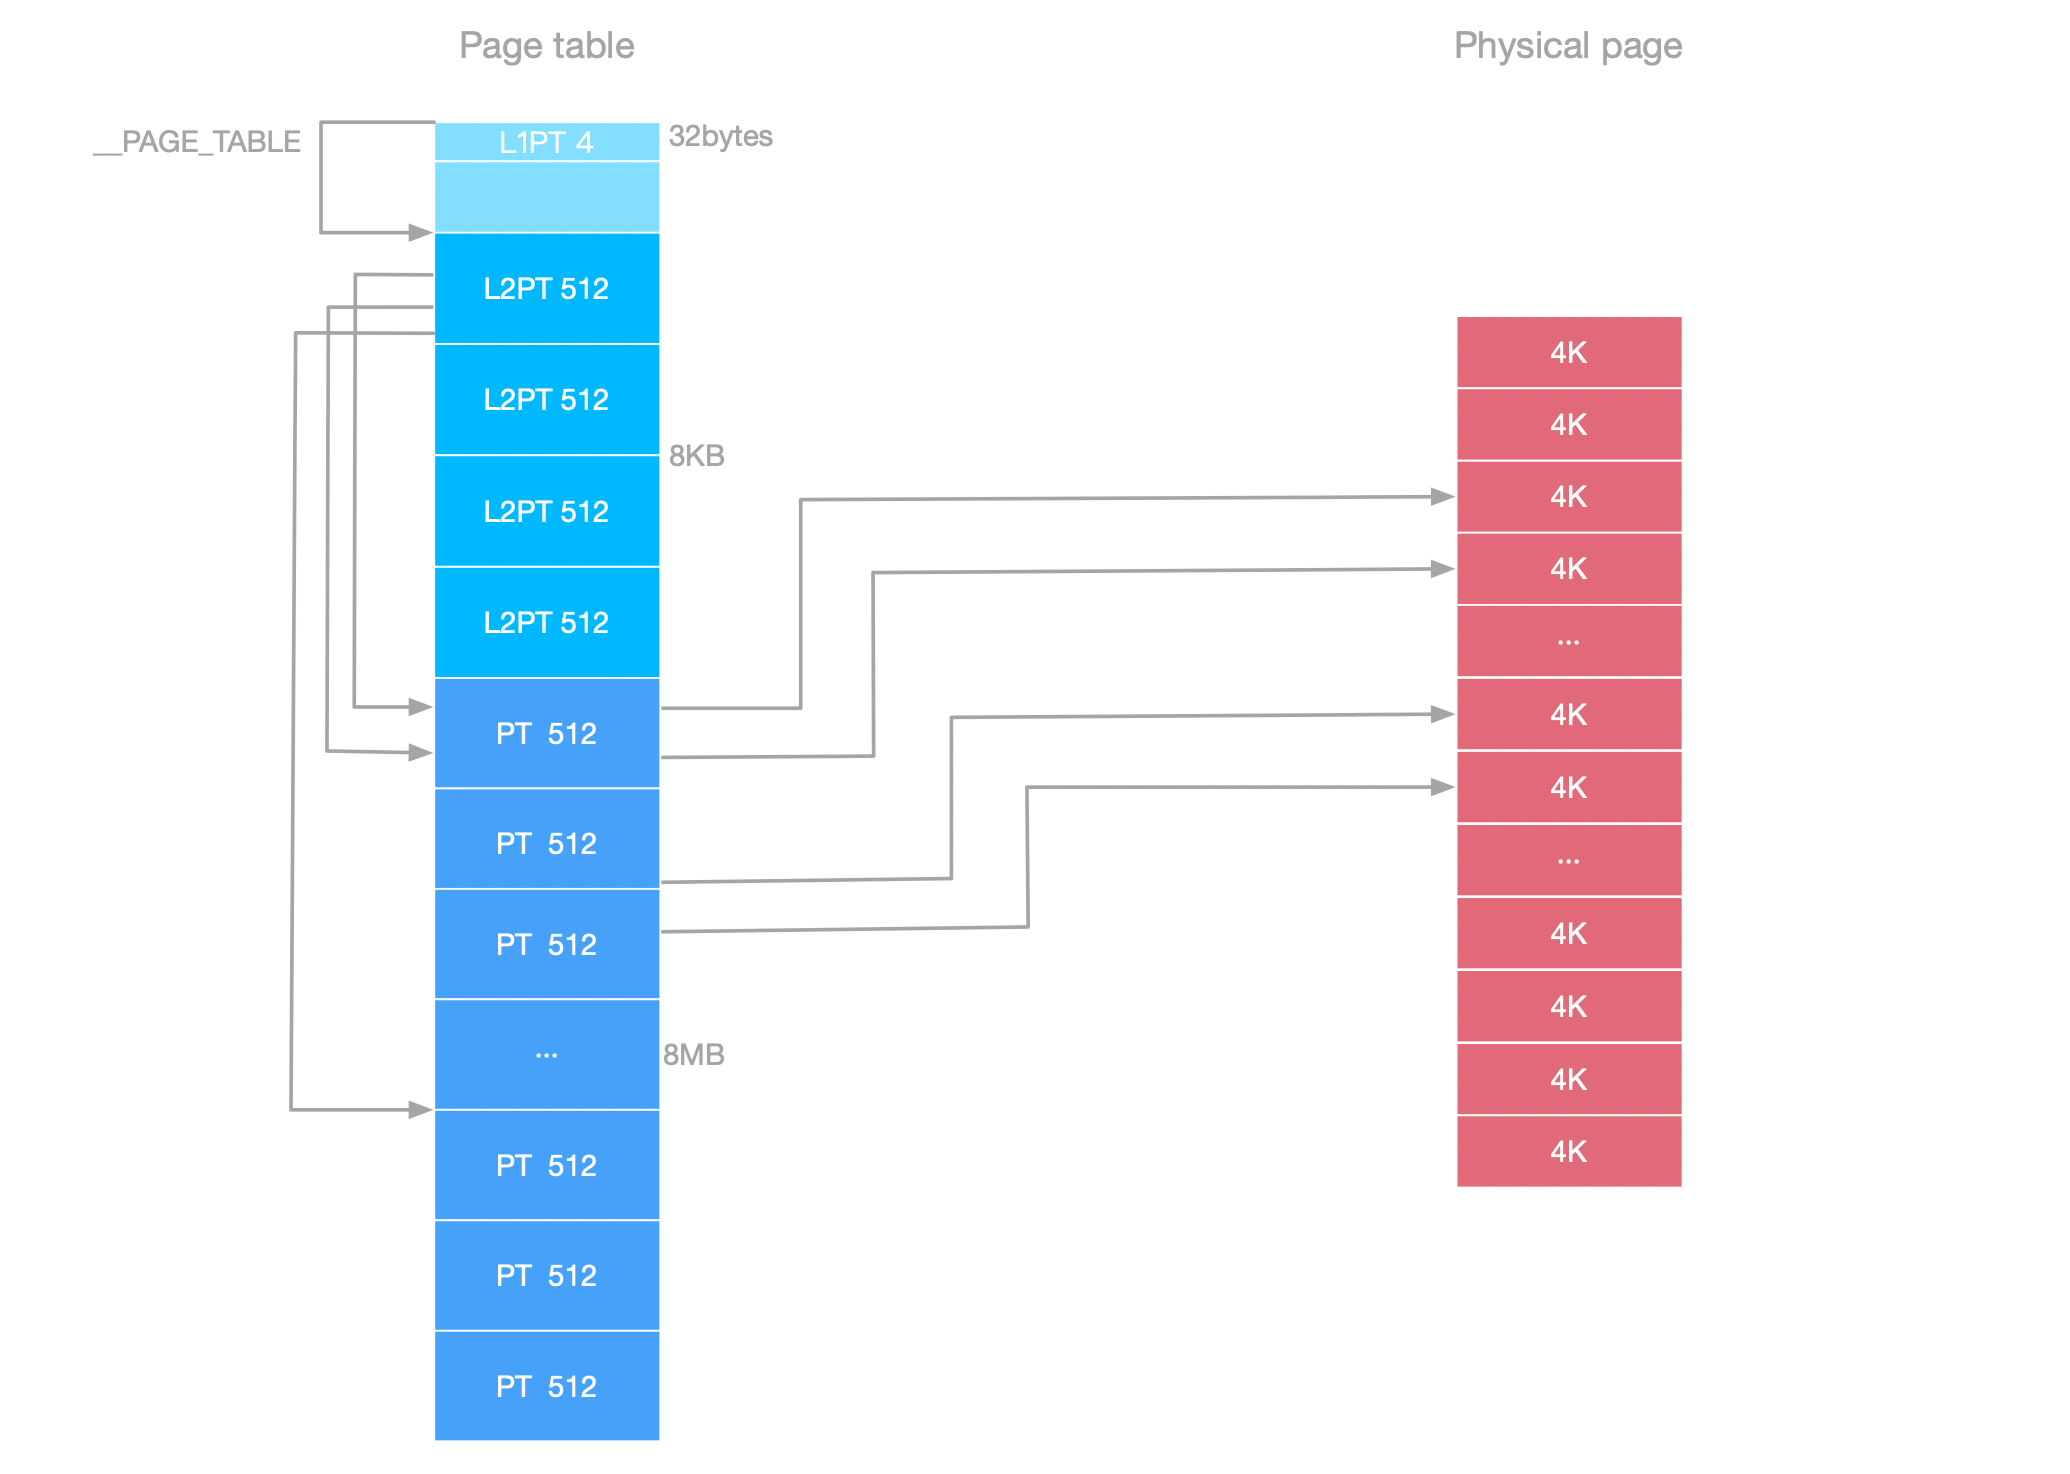 Page table
Physical page
__PAGE_TABLE
L1PT 4
32bytes
L2PT 512
L2PT 512
8KB
L2PT 512
L2PT 512
PT 512
PT 512
PT 512
...
8MB
PT 512
PT 512
PT 512
4K
4K
4K
4K
...
4K
4K
...
4K
4K
4K
4K